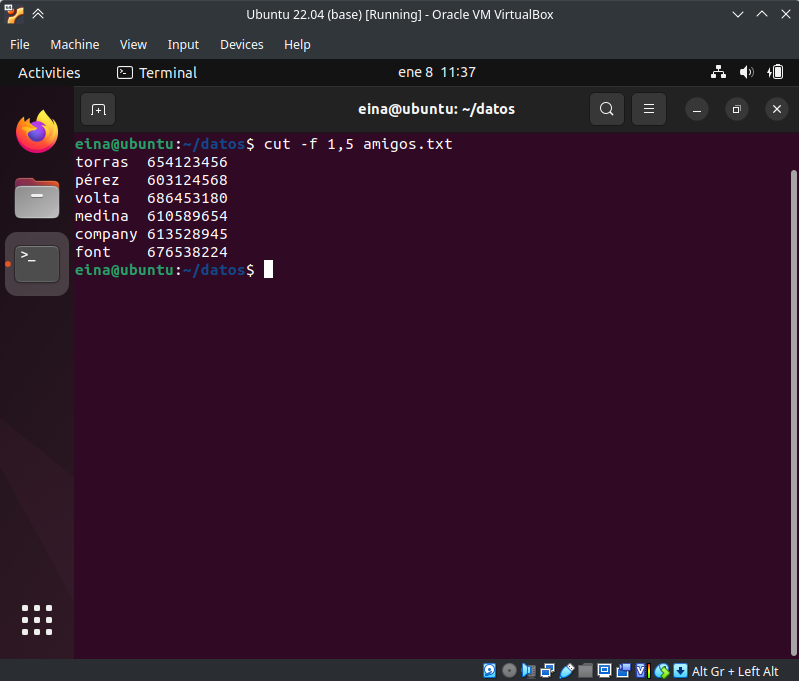 Ubuntu 22.04 (base) [Running] - Oracle VM VirtualBox
File Machine View Input Devices Help
Activities Terminal ene 8 11:37
eina@ubuntu: ~/datos
eina@ubuntu:~/datos$ cut -f 1,5 amigos.txt
torras 654123456
pérez 603124568
volta 686453180
medina 610589654
company 613528945
font 676538224
eina@ubuntu:~/datos$
Alt Gr + Left Alt